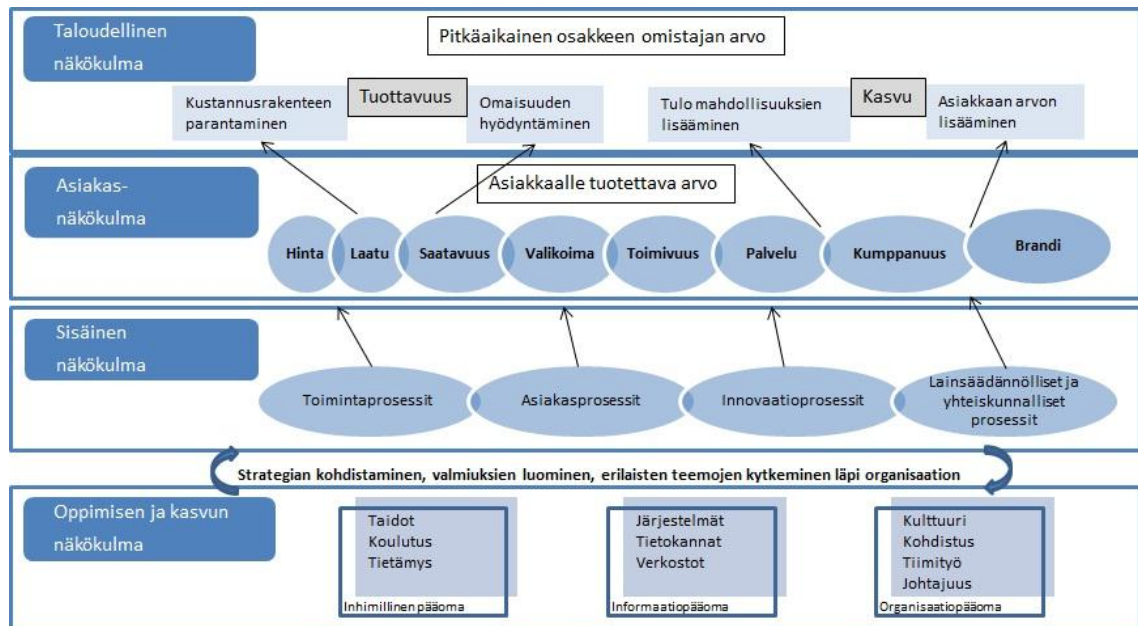 Taloudellinen
näkökulma
Pitkäaikainen osakkeen omistajan arvo
Kustannusrakenteen
parantaminen
Tuottavuus
Omaisuuden
hyödyntäminen
Tulo mahdollisuuksien
lisääminen
Kasvu
Asiakkaan arvon
lisääminen
Asiakas-
näkökulma
Asiakkaalle tuotettava arvo
Hinta
Laatu
Saatavuus
Valikoima
Toimivuus
Palvelu
Kumppanuus
Brandi
Sisäinen
näkökulma
Toimintaprosessit
Asiakasprosessit
Innovaatioprosessit
Lainsäädännölliset ja
yhteiskunnalliset
prosessit
Strategian kohdistaminen, valmiuksien luominen, erilaisten teemojen kytkeminen läpi organisaation
Oppimisen ja kasvun
näkökulma
Taidot
Koulutus
Tietämys
Inhimillinen pääoma
Järjestelmät
Tietokannat
Verkostot
Informaatiopääoma
Kulttuuri
Kohdistus
Tiimityö
Johtajuus
Organisaatiopääoma